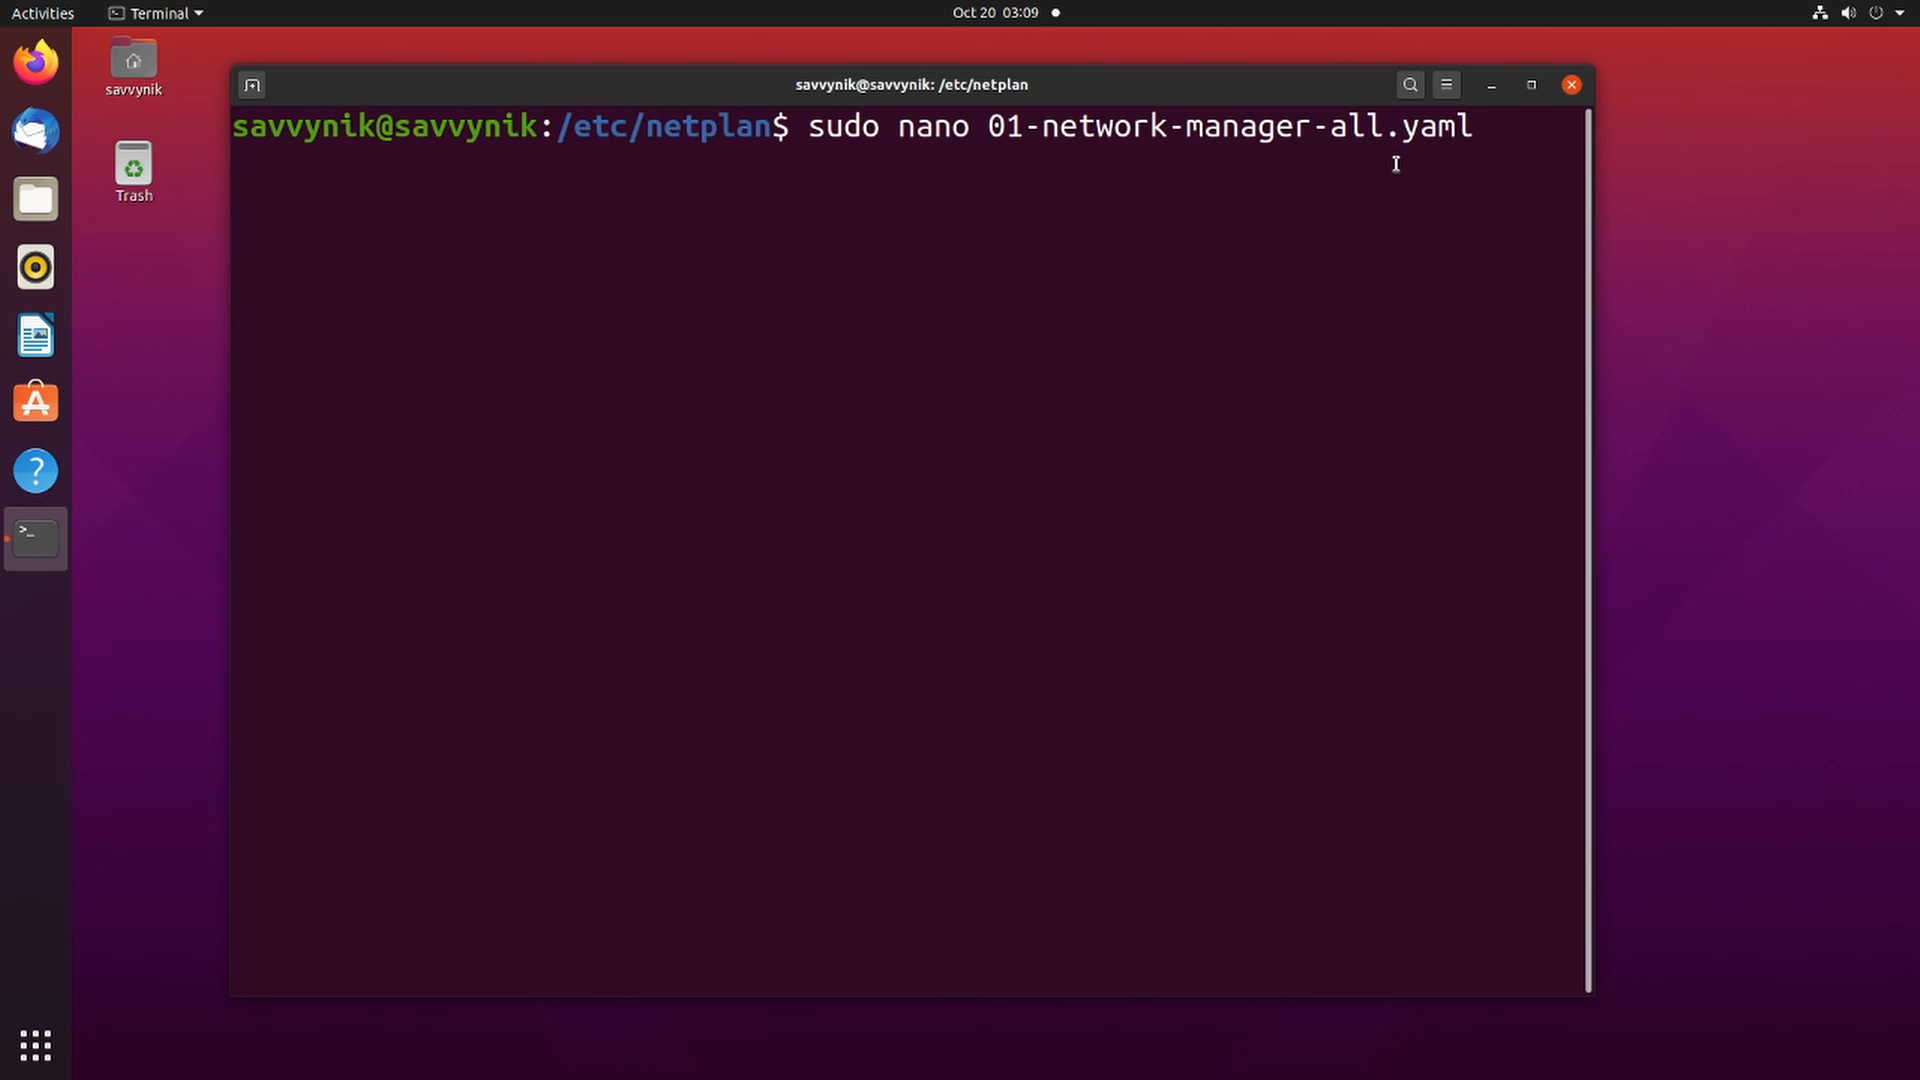 Activities
Terminal
Oct 20 03:09
savvynik
Trash
savvynik@savvynik: /etc/netplan
savvynik@savvynik:/etc/netplan$ sudo nano 01-network-manager-all.yaml